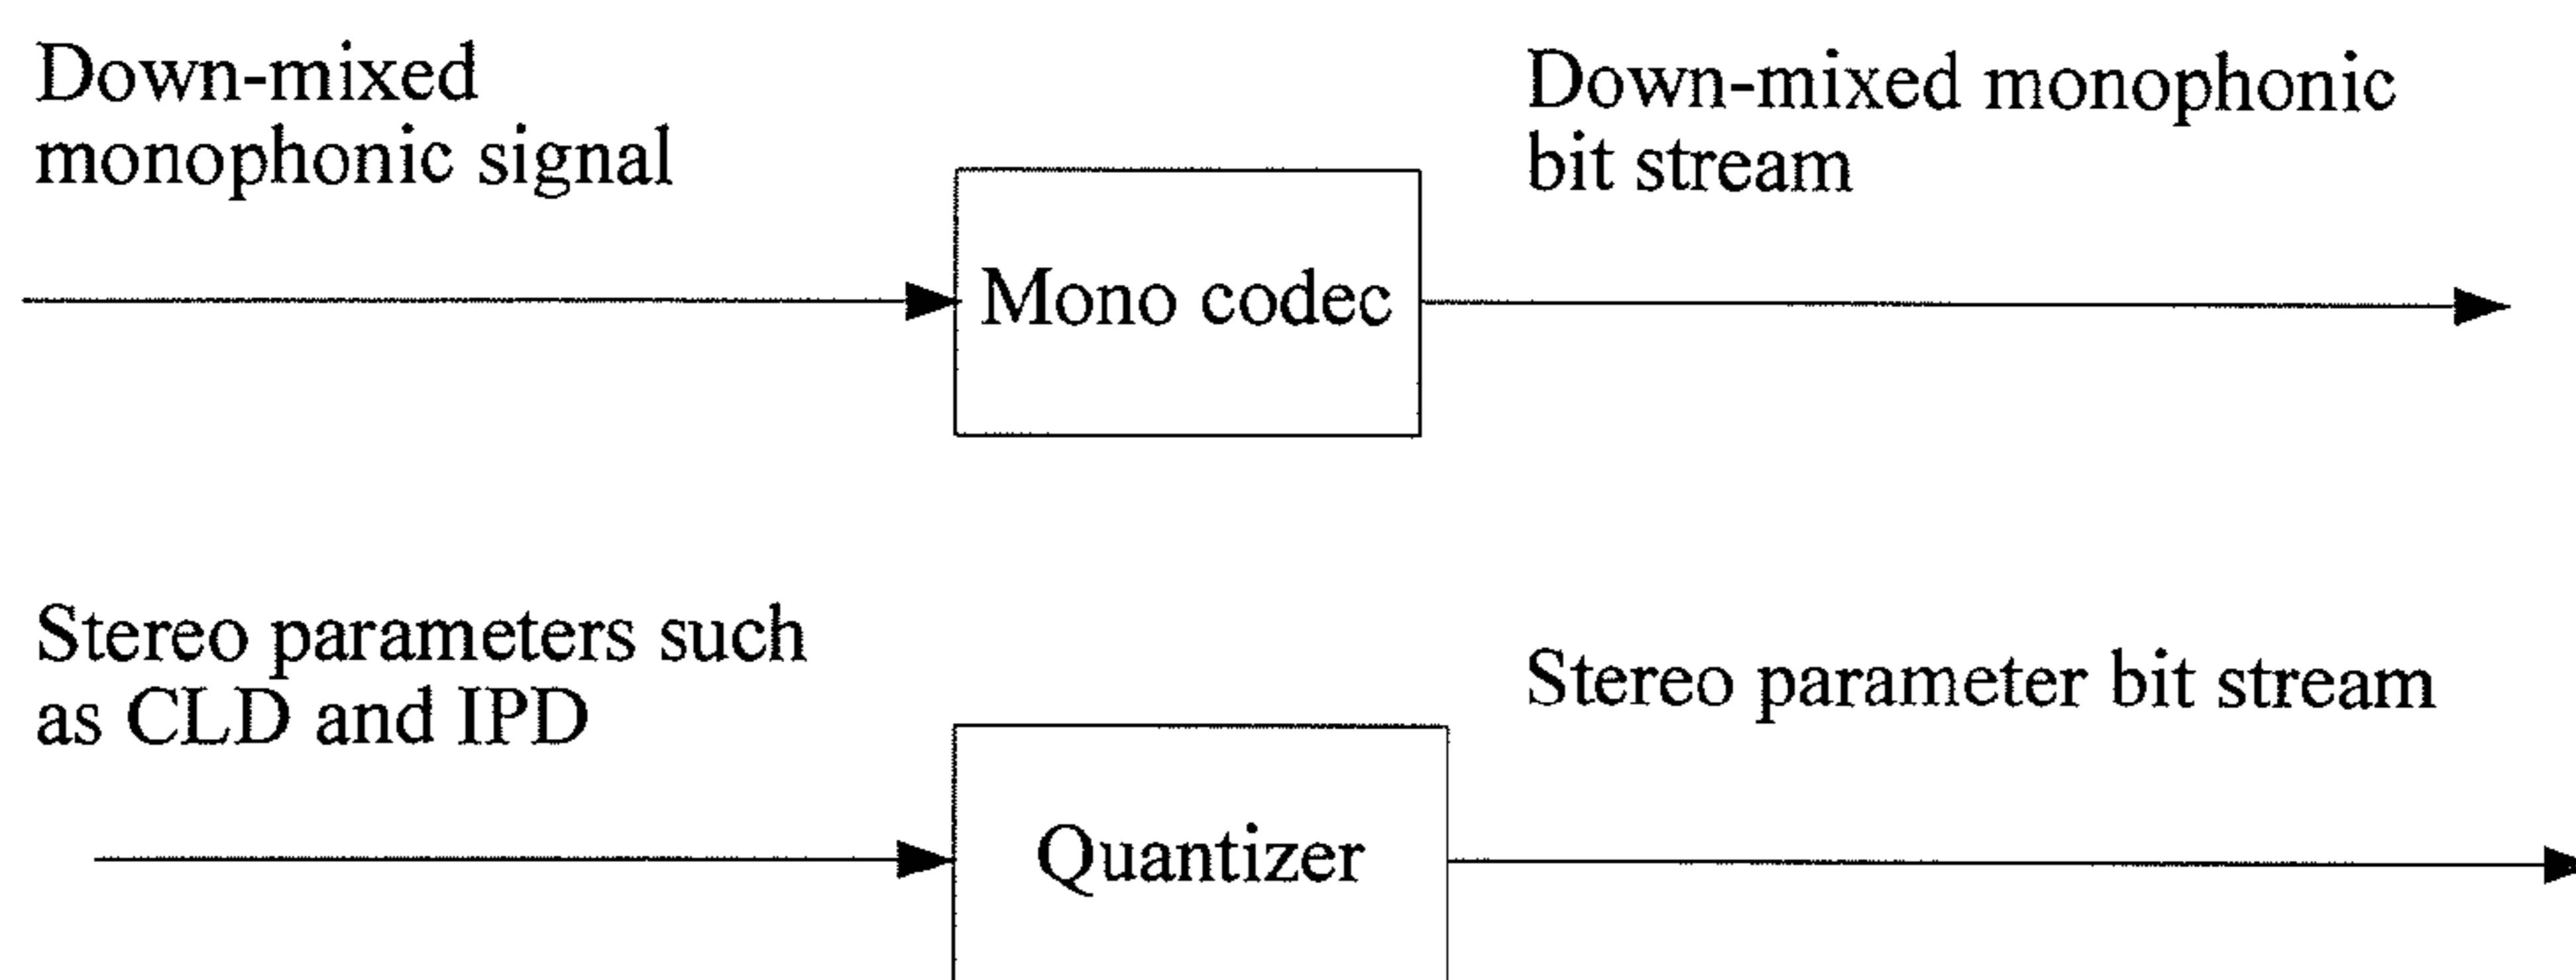 Down-mixed
monophonic signal
Down-mixed monophonic
bit stream
Mono codec
Stereo parameters such
as CLD and IPD
Stereo parameter bit stream
Quantizer